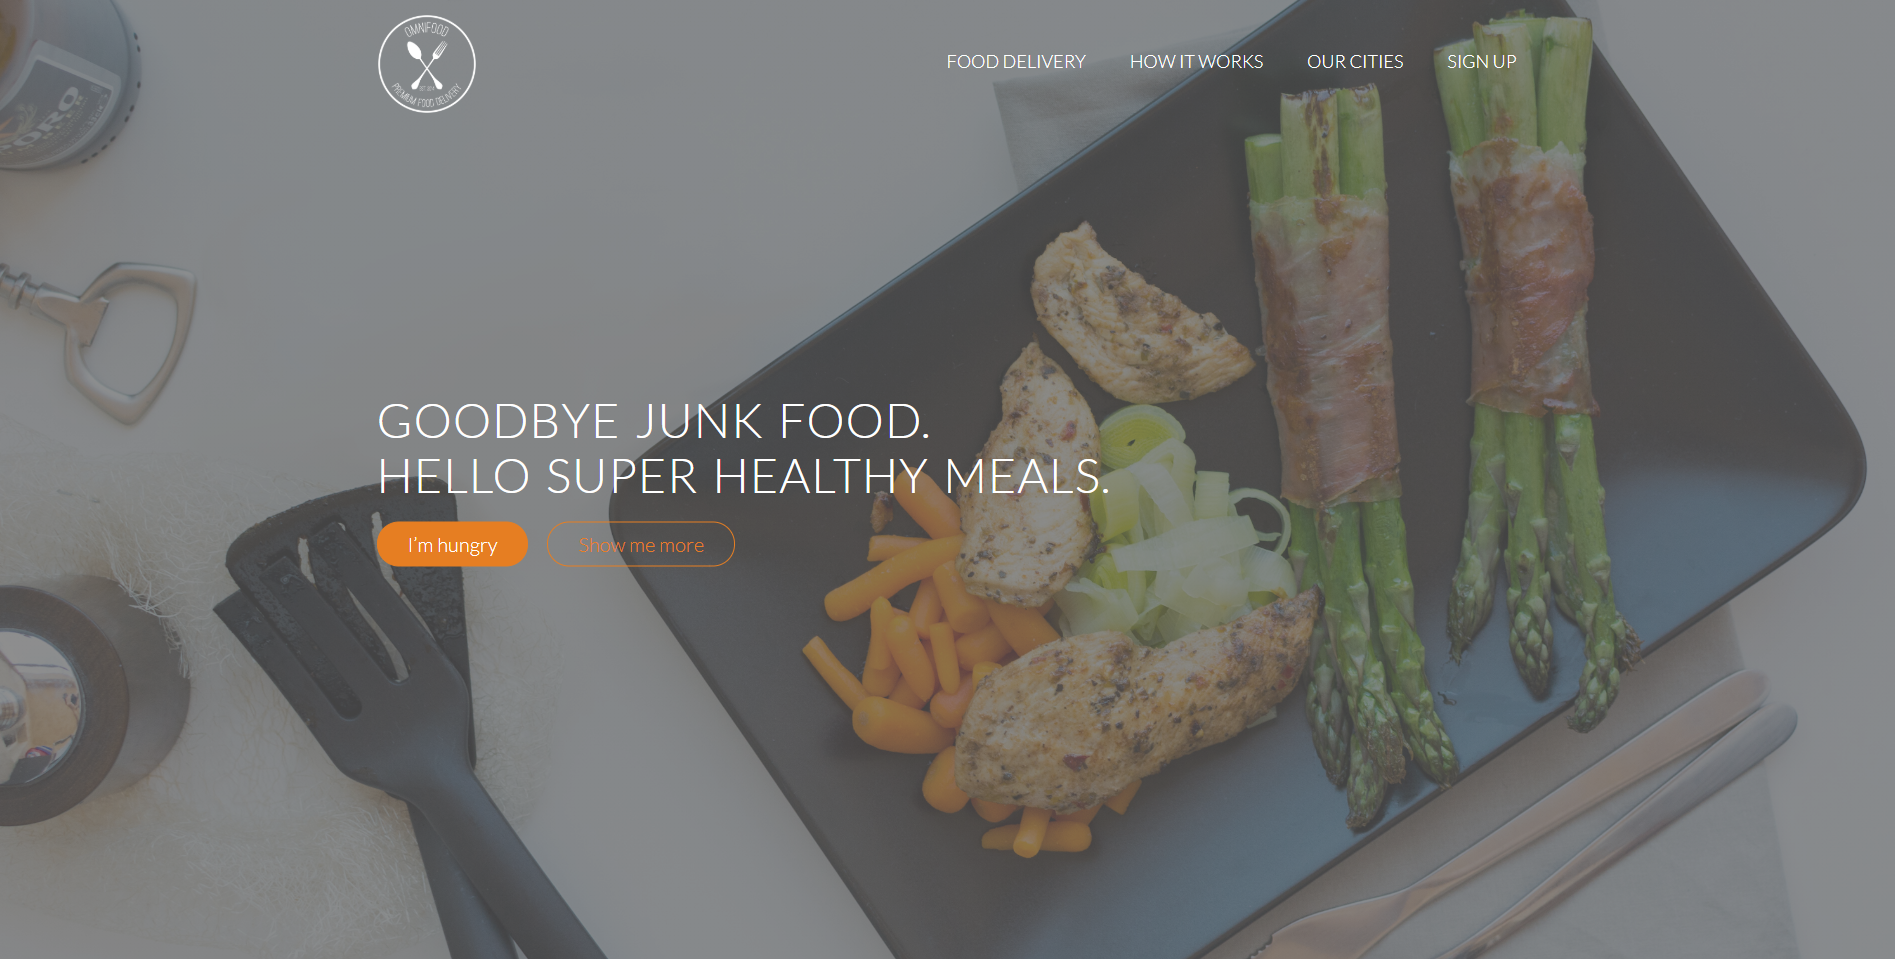 OMNIFOOD
EST 2014
PREMIUM FOOD DELIVERY
FOOD DELIVERY
HOW IT WORKS
OUR CITIES
SIGN UP
GOODBYE JUNK FOOD.
HELLO SUPER HEALTHY MEALS.
I'm hungry
Show me more